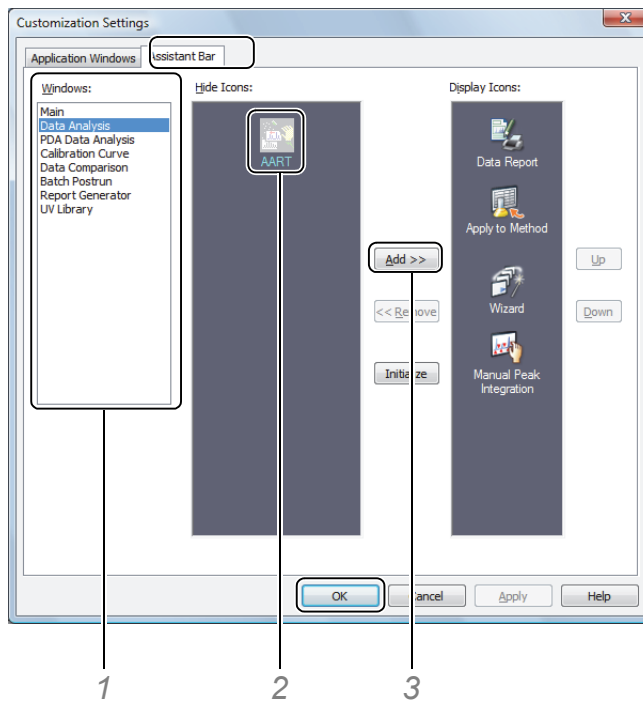 Customization Settings
Application Windows
Assistant Bar
Windows:
Main
Data Analysis
PDA Data Analysis
Calibration Curve
Data Comparison
Batch Postrun
Report Generator
UV Library
Hide Icons:
AART
Add >>
<< Remove
Initialize
Display Icons:
Data Report
Apply to Method
Wizard
Manual Peak
Integration
Up
Down
OK
Cancel
Apply
Help
1
2
3